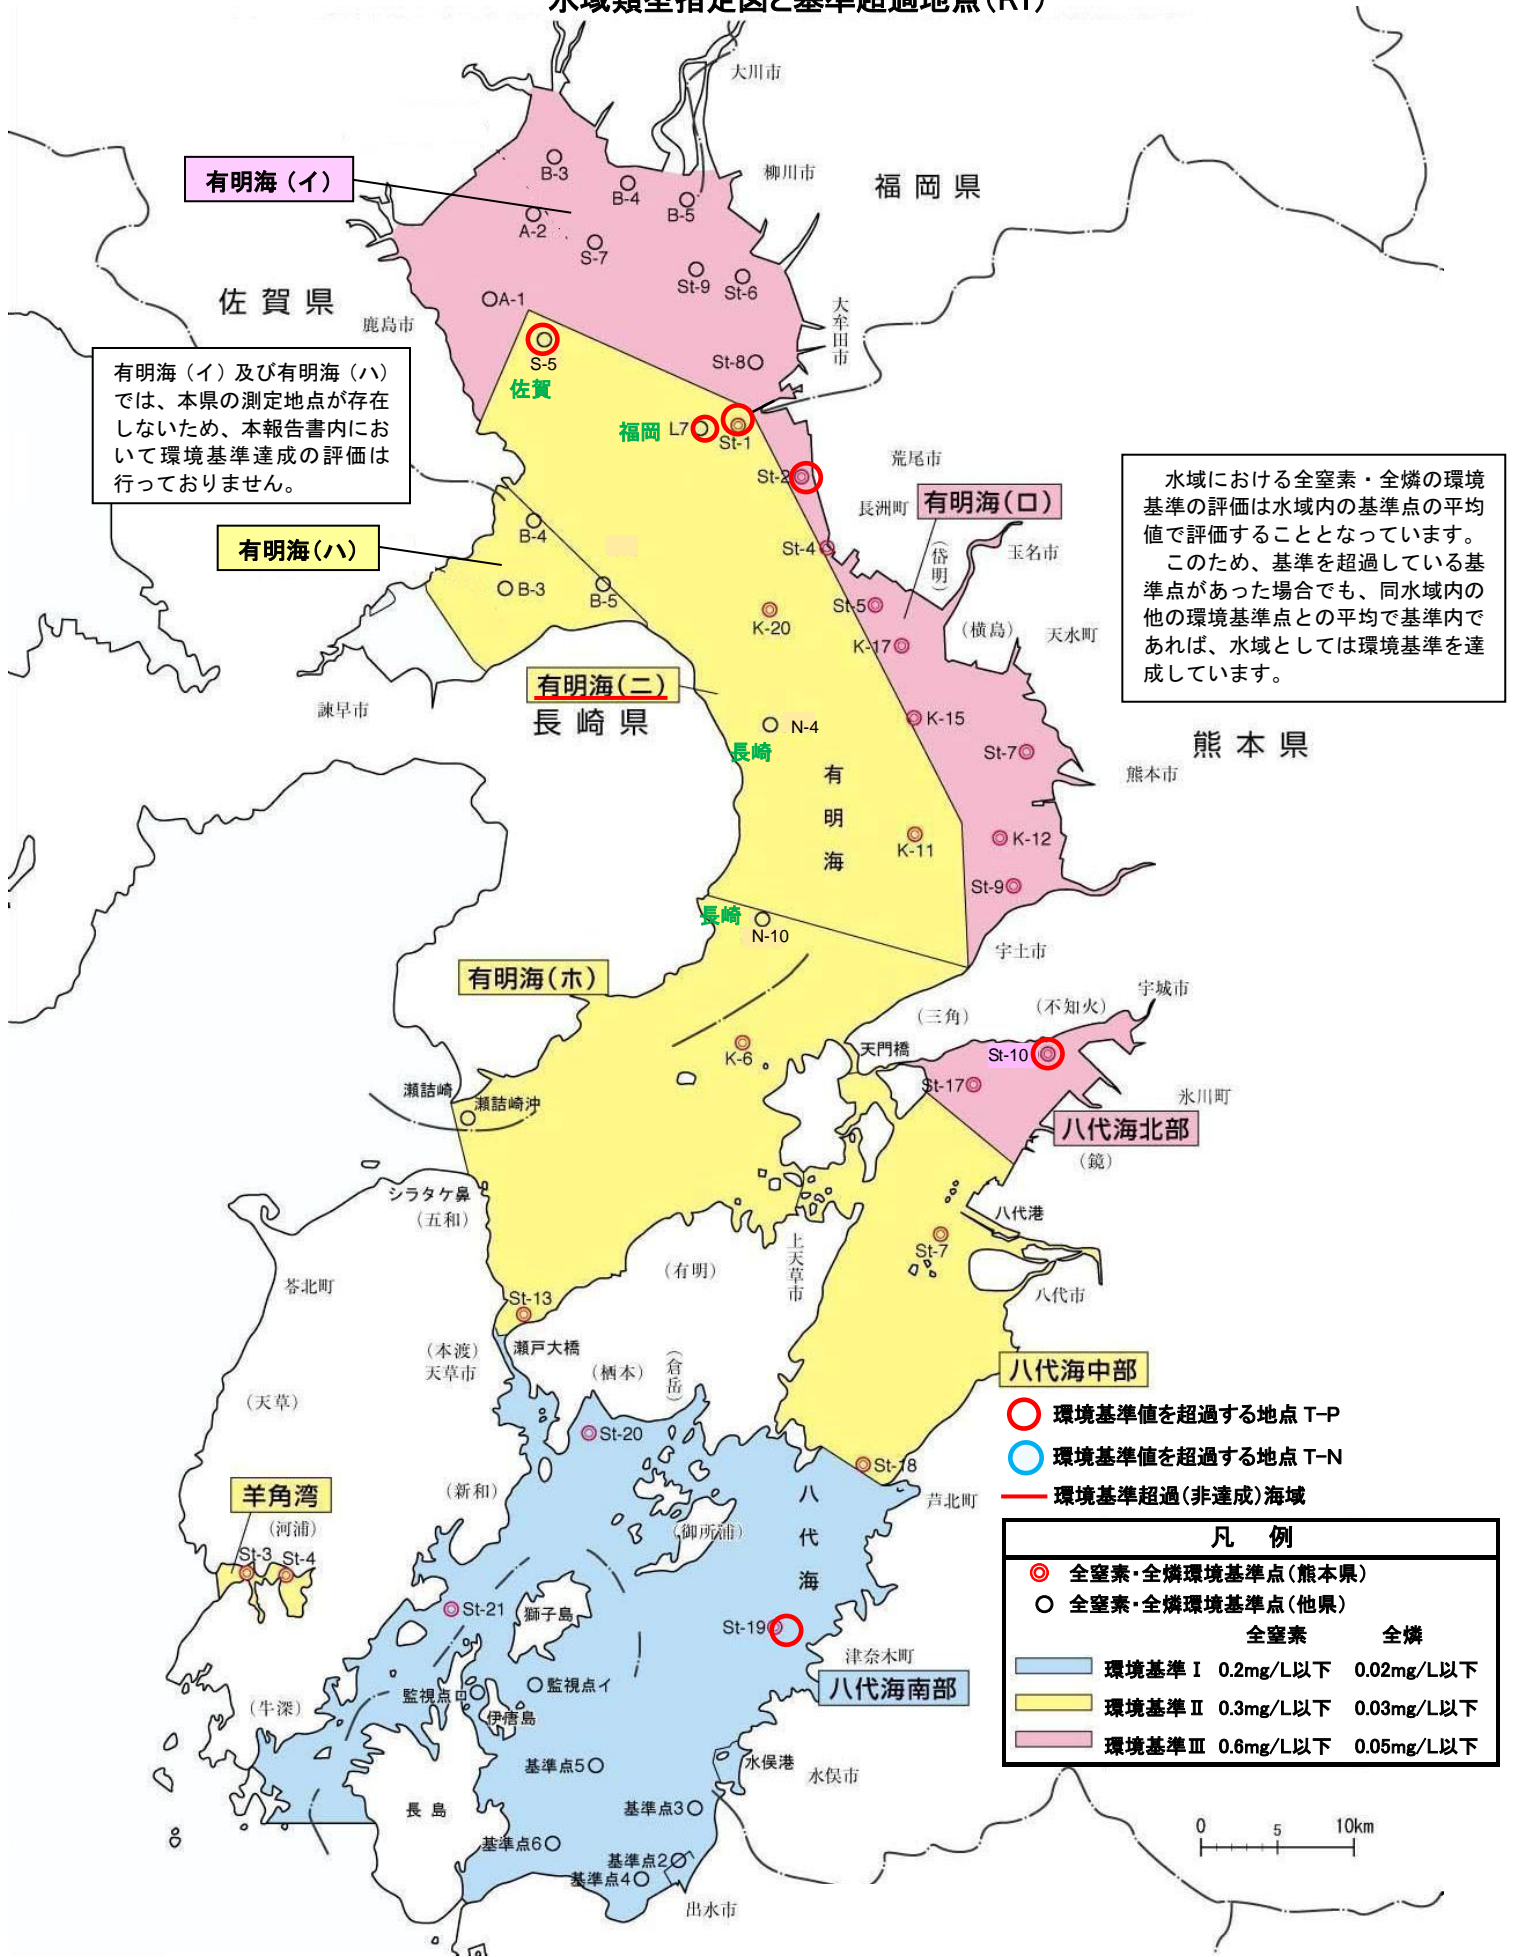 水域類型指定図と基準超過地点（R1）
大川市
柳川市
福岡県
有明海（イ）
B-3
B-4
B-5
A-2
S-7
St-9
St-6
A-1
佐賀県
鹿島市
大牟田市
St-8
S-5
佐賀
有明海（イ）及び有明海（ハ）
では、本県の測定地点が存在
しないため、本報告書内にお
いて環境基準達成の評価は
行っておりません。
福岡
L7
St-1
荒尾市
St-2
長洲町
有明海（ロ）
水域における全窒素・全燐の環境
基準の評価は水域内の基準点の平均
値で評価することとなっています。
このため、基準を超過している基
準点があった場合でも、同水域内の
他の環境基準点との平均で基準内で
あれば、水域としては環境基準を達
成しています。
有明海（ハ）
B-4
B-3
B-5
St-4
（岱明）
玉名市
St-5
K-20
K-17
（横島）
天水町
有明海（ニ）
諫早市
長崎県
N-4
長崎
K-15
St-7
熊本県
熊本市
有明海
K-11
K-12
St-9
長崎
N-10
宇土市
有明海（ホ）
宇城市
（不知火）
（三角）
K-6
天門橋
St-10
St-17
氷川町
瀬詰崎
瀬詰崎沖
八代海北部
（鏡）
シラタケ鼻
（五和）
八代港
St-7
上天草市
（有明）
苓北町
八代市
St-13
瀬戸大橋
（本渡）
天草市
（栖本）
（倉岳）
八代海中部
（天草）
環境基準値を超過する地点 T-P
St-20
環境基準値を超過する地点 T-N
St-18
羊角湾
（新和）
八代海
芦北町
環境基準超過（非達成）海域
（河浦）
（御所浦）
凡　例
St-3
St-4
全窒素・全燐環境基準点（熊本県）
全窒素・全燐環境基準点（他県）
St-21
獅子島
St-19
全窒素　全燐
津奈木町
環境基準Ⅰ 0.2mg/L以下 0.02mg/L以下
監視点ロ
監視点イ
八代海南部
（牛深）
伊唐島
環境基準Ⅱ 0.3mg/L以下 0.03mg/L以下
環境基準Ⅲ 0.6mg/L以下 0.05mg/L以下
基準点5
水俣港
水俣市
長島
基準点3
0 5 10km
基準点6
基準点2
基準点4
出水市